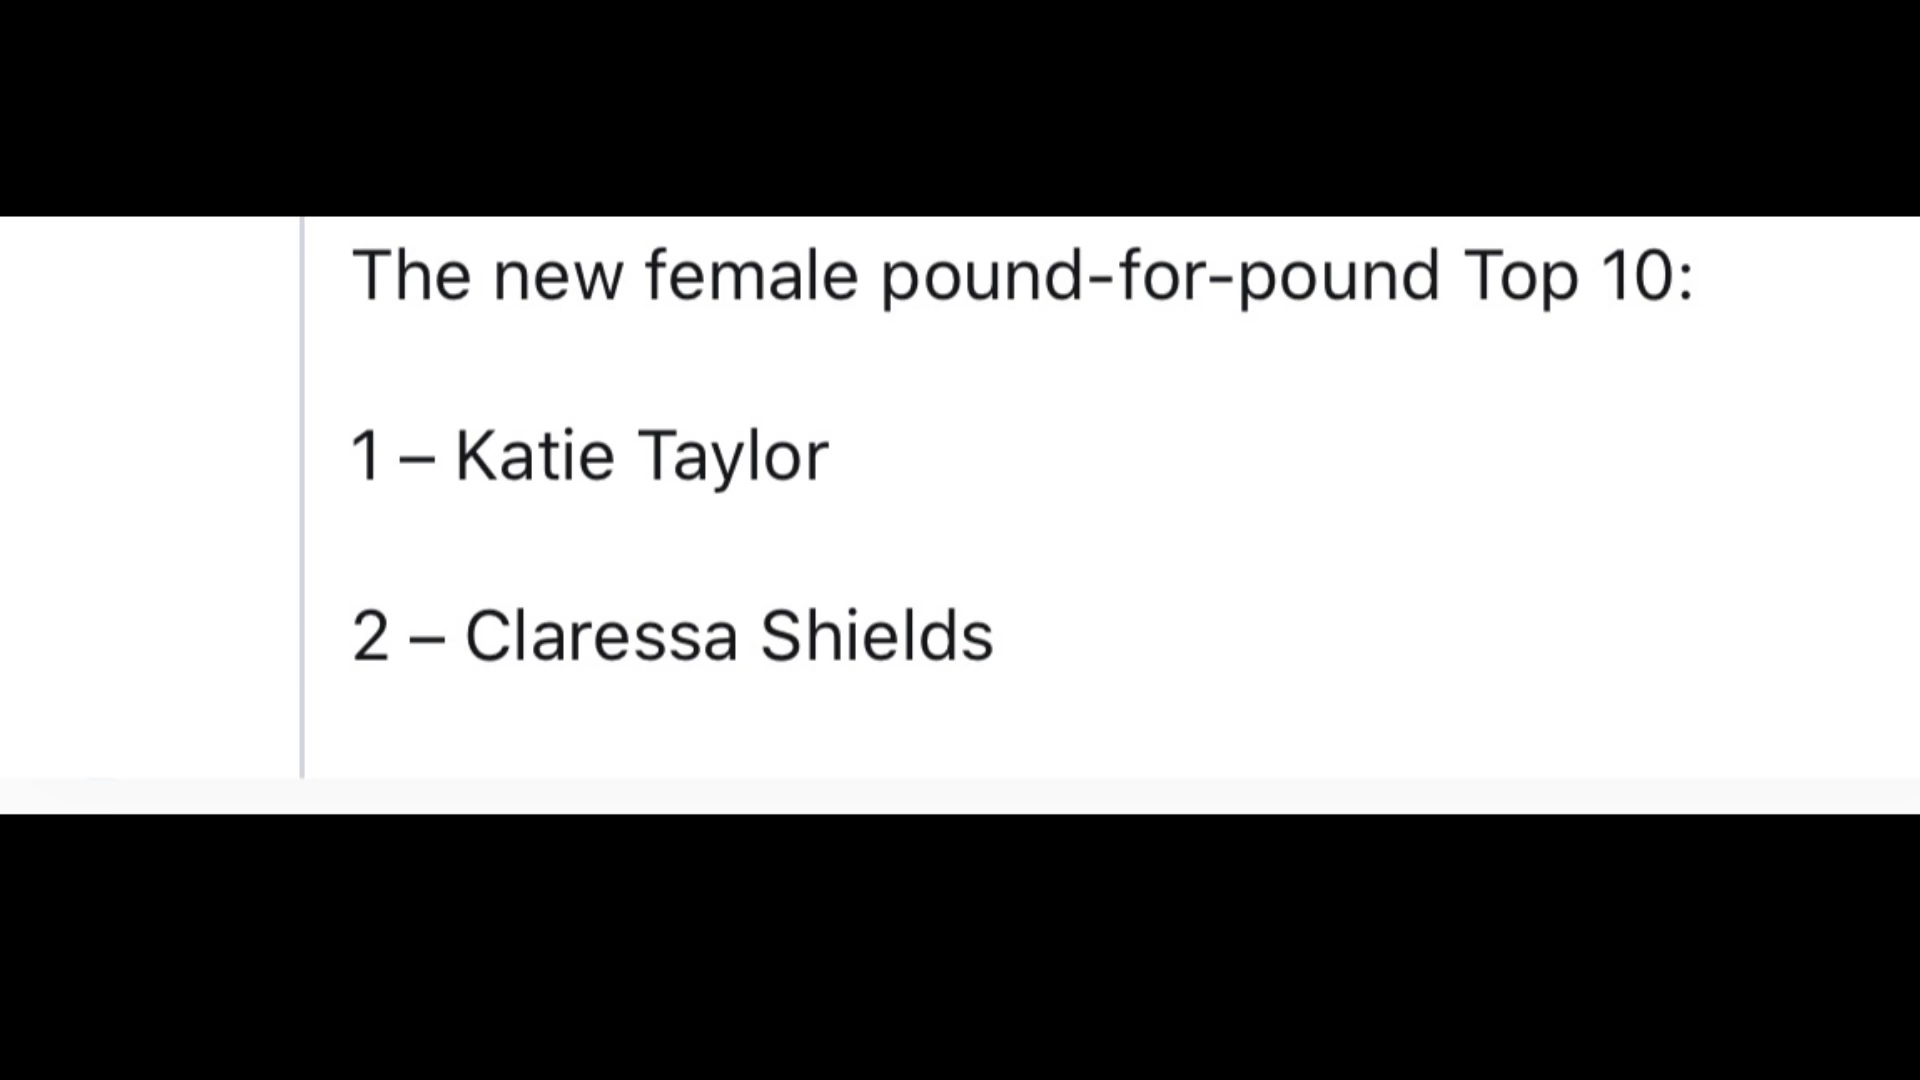 The new female pound-for-pound Top 10:
1 – Katie Taylor
2 – Claressa Shields